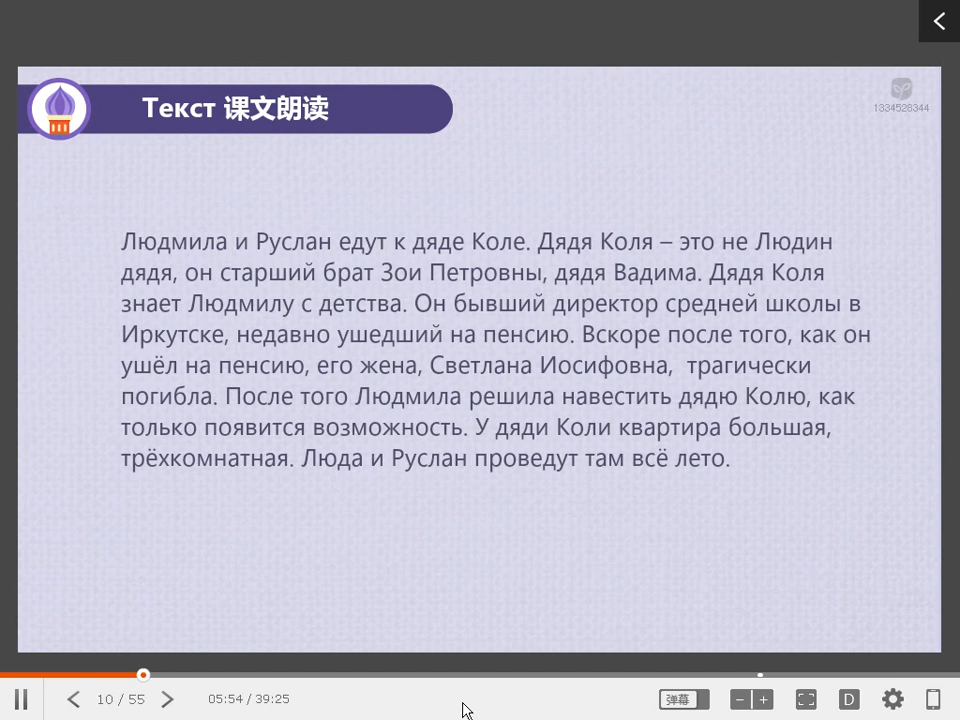 Текст 课文朗读
1334528344
Людмила и Руслан едут к дяде Коле. Дядя Коля – это не Людин
дядя, он старший брат Зои Петровны, дядя Вадима. Дядя Коля
знает Людмилу с детства. Он бывший директор средней школы в
Иркутске, недавно ушедший на пенсию. Вскоре после того, как он
ушёл на пенсию, его жена, Светлана Иосифовна, трагически
погибла. После того Людмила решила навестить дядю Колю, как
только появится возможность. У дяди Коли квартира большая,
трёхкомнатная. Люда и Руслан проведут там всё лето.
10 / 55 05:54 / 39:25 弹幕 D